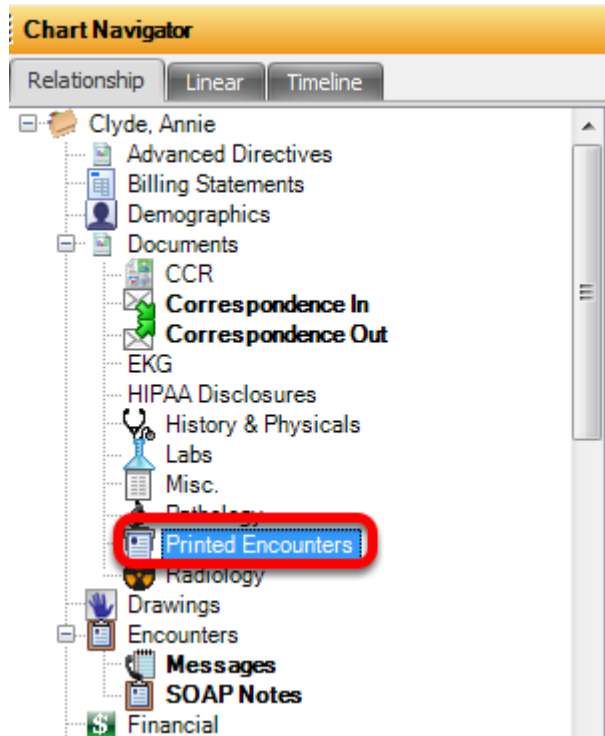 Chart Navigator
Relationship Linear Timeline
Clyde, Annie
Advanced Directives
Billing Statements
Demographics
Documents
CCR
Correspondence In
Correspondence Out
EKG
HIPAA Disclosures
History & Physicals
Labs
Misc.
Pathology
Printed Encounters
Radiology
Drawings
Encounters
Messages
SOAP Notes
Financial